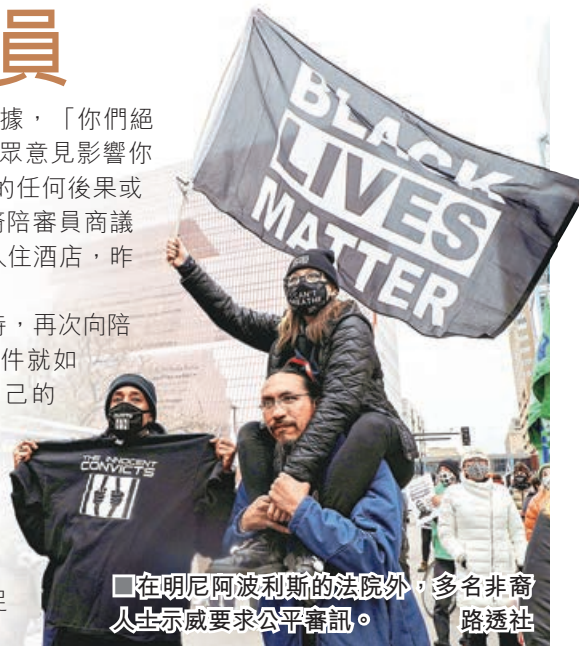 員
據，「你們絕
眾意見影響你
的任何後果或
陪審員商議
住酒店，昨
，再次向陪
件就如
己的
BLACK
LIVES
MATTER
CAN'T
BREATHE
THE INNOCENT
CONVICTS
■在明尼阿波利斯的法院外，多名非裔
人士示威要求公平審訊。 路透社